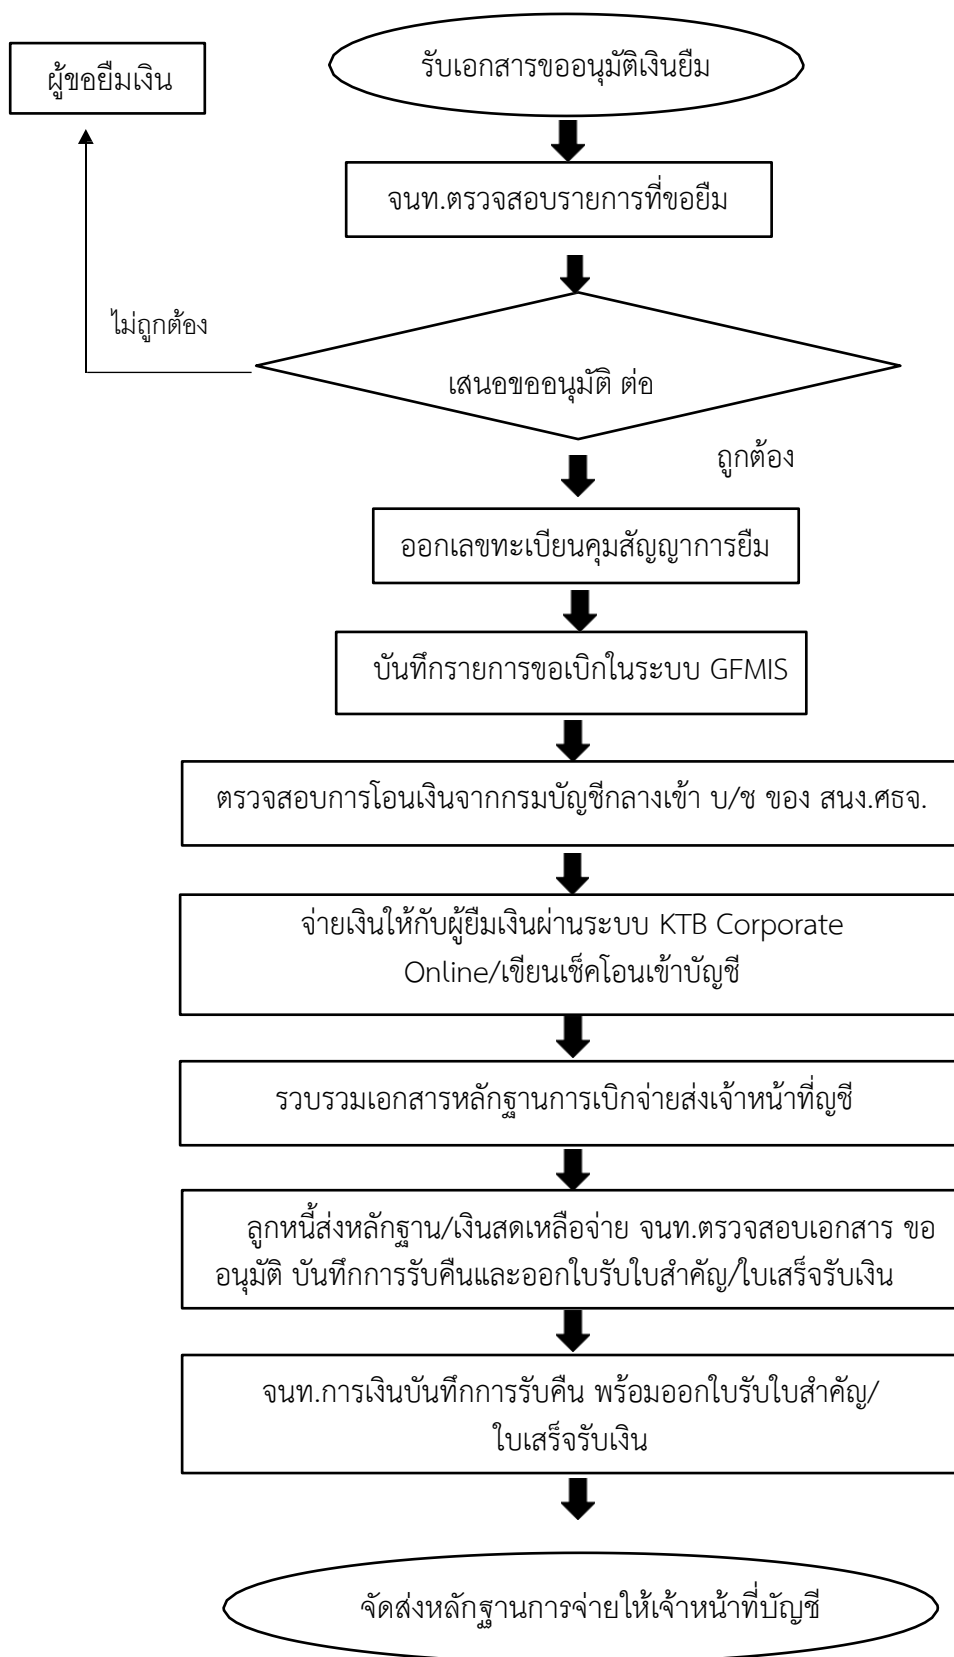 ผู้ขอยืมเงิน
รับเอกสารขออนุมัติเงินยืม
จนท.ตรวจสอบรายการที่ขอยืม
ไม่ถูกต้อง
เสนอขออนุมัติ ต่อ
ถูกต้อง
ออกเลขทะเบียนคุมสัญญาการยืม
บันทึกรายการขอเบิกในระบบ GFMIS
ตรวจสอบการโอนเงินจากกรมบัญชีกลางเข้า บ/ช ของ สนง.ศธจ.
จ่ายเงินให้กับผู้ยืมเงินผ่านระบบ KTB Corporate
Online/เขียนเช็คโอนเข้าบัญชี
รวบรวมเอกสารหลักฐานการเบิกจ่ายส่งเจ้าหน้าที่ญชี
ลูกหนี้ส่งหลักฐาน/เงินสดเหลือจ่าย จนท.ตรวจสอบเอกสาร ขอ
อนุมัติ บันทึกการรับคืนและออกใบรับใบสำคัญ/ใบเสร็จรับเงิน
จนท.การเงินบันทึกการรับคืน พร้อมออกใบรับใบสำคัญ/
ใบเสร็จรับเงิน
จัดส่งหลักฐานการจ่ายให้เจ้าหน้าที่บัญชี